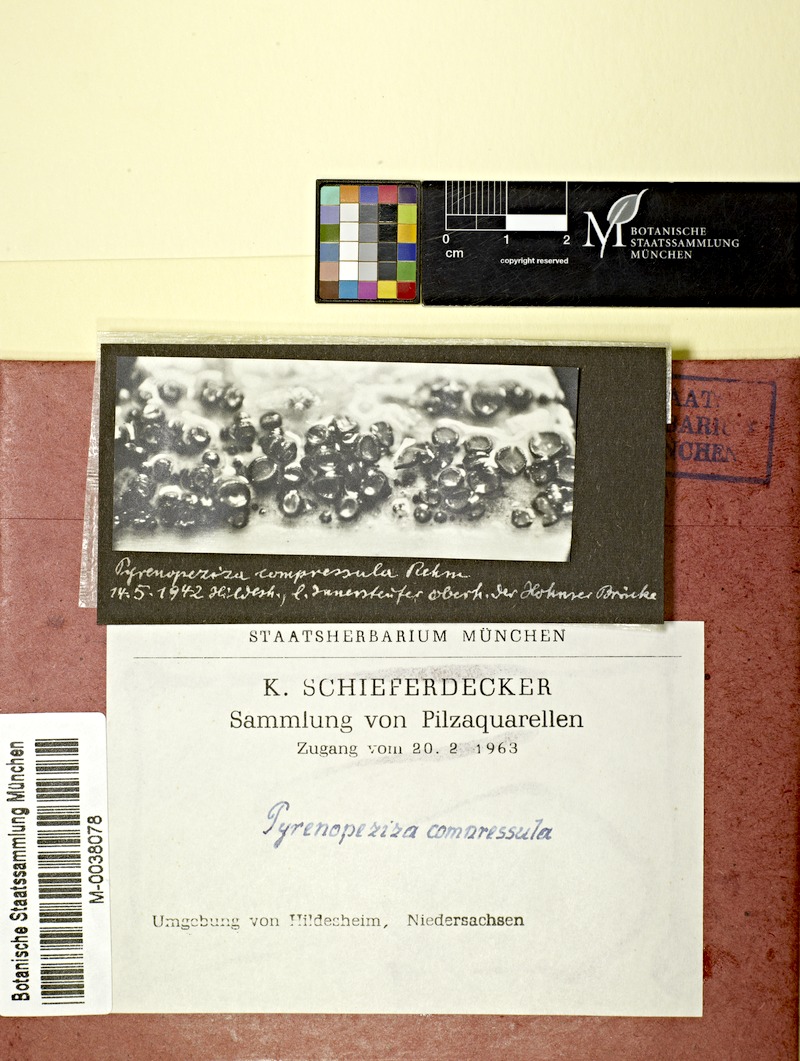 0 1 2
cm
copyright reserved
BOTANISCHE
STAATSSAMMLUNG
MÜNCHEN
Pyrenopeziza compressula Rehm
14.5.1942 Hildesh., l. Innersteufer oberh. der Hohnser Brücke
STAATSHERBARIUM MÜNCHEN
K. SCHIEFERDECKER
Sammlung von Pilzaquarellen
Zugang vom 20. 2 1963
Pyrenopeziza compressula
Umgebung von Hildesheim, Niedersachsen
Botanische Staatssammlung München
M-0038078